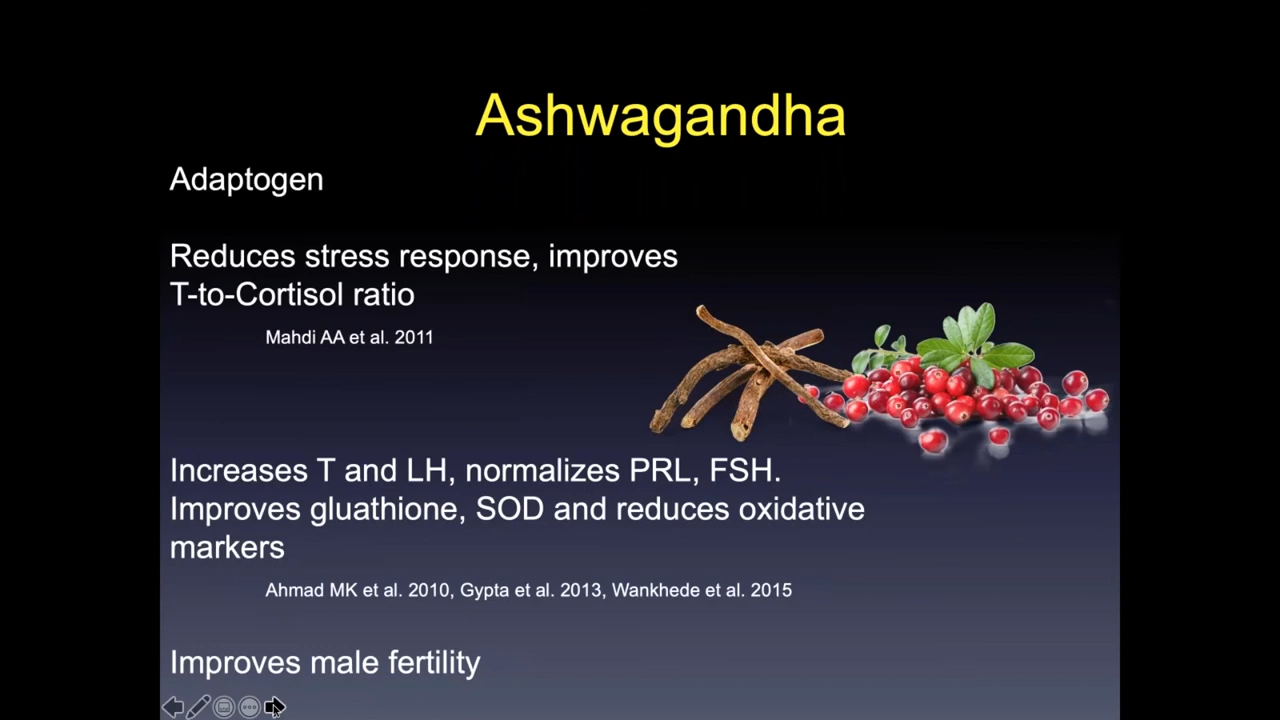 Ashwagandha
Adaptogen
Reduces stress response, improves
T-to-Cortisol ratio
Mahdi AA et al. 2011
Increases T and LH, normalizes PRL, FSH.
Improves gluathione, SOD and reduces oxidative
markers
Ahmad MK et al. 2010, Gypta et al. 2013, Wankhede et al. 2015
Improves male fertility